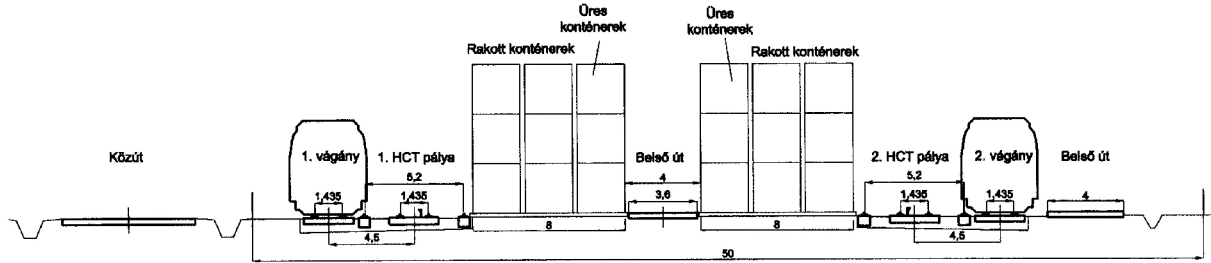 Üres
konténerek
Üres
konténerek
Rakott konténerek
Rakott konténerek
Közút
1. vágány
1. HCT pálya
Belső út
2. HCT pálya
2. vágány
Belső út
5,2
4
5,2
1,435
1,435
3,6
1,435
1,435
4
8
8
4,5
4,5
50